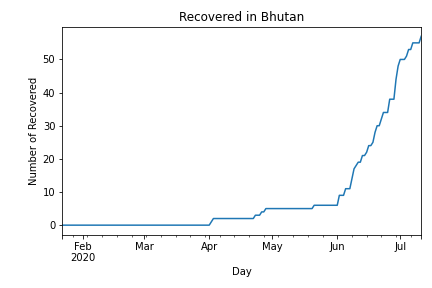 Recovered in Bhutan
Number of Recovered
50
40
30
20
10
0
Feb
2020
Mar
Apr
May
Jun
Jul
Day